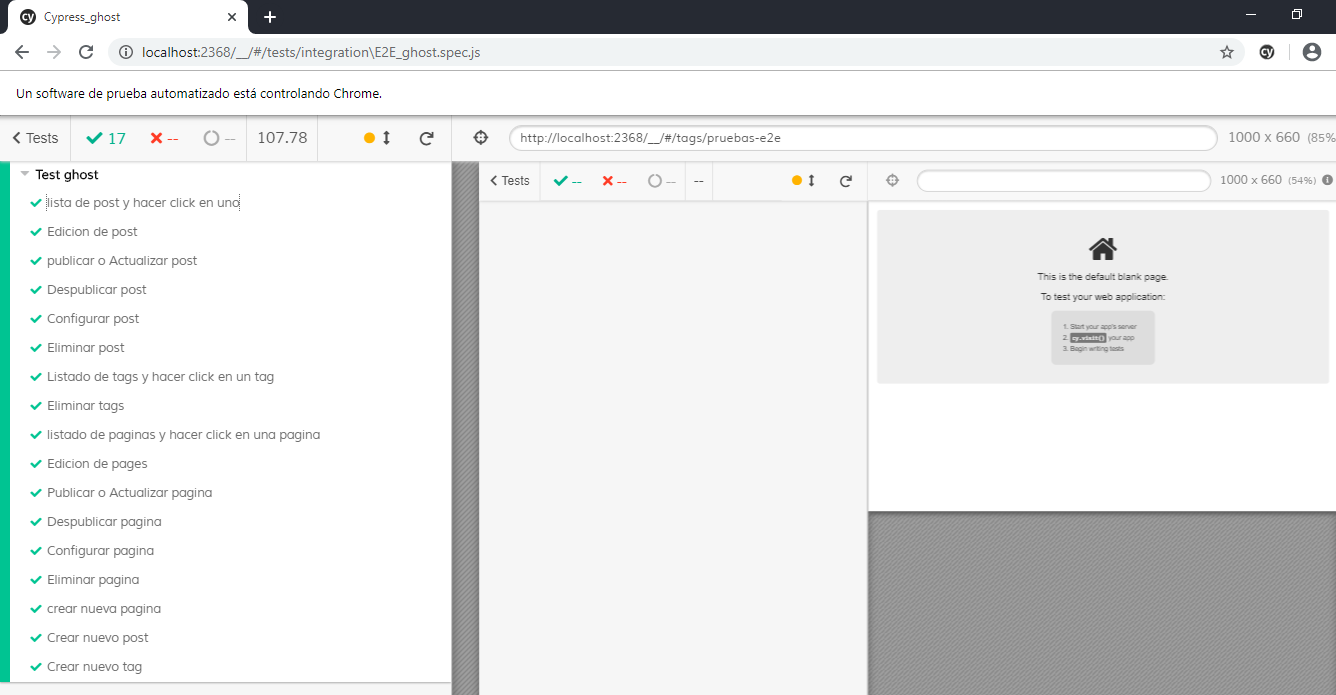 cy Cypress_ghost
localhost:2368/__/#/tests/integration\E2E_ghost.spec.js cy
Un software de prueba automatizado está controlando Chrome.
Tests 17 -- -- 107.78 http://localhost:2368/__/#/tags/pruebas-e2e 1000 x 660 (85%
Test ghost
lista de post y hacer click en uno
Edicion de post
publicar o Actualizar post
Despublicar post
Configurar post
Eliminar post
Listado de tags y hacer click en un tag
Eliminar tags
listado de paginas y hacer click en una pagina
Edicion de pages
Publicar o Actualizar pagina
Despublicar pagina
Configurar pagina
Eliminar pagina
crear nueva pagina
Crear nuevo post
Crear nuevo tag
Tests -- -- -- -- 1000 x 660 (54%)
This is the default blank page.
To test your web application:
1. Start your app's server
2. cy.visit() your app
3. Begin writing tests